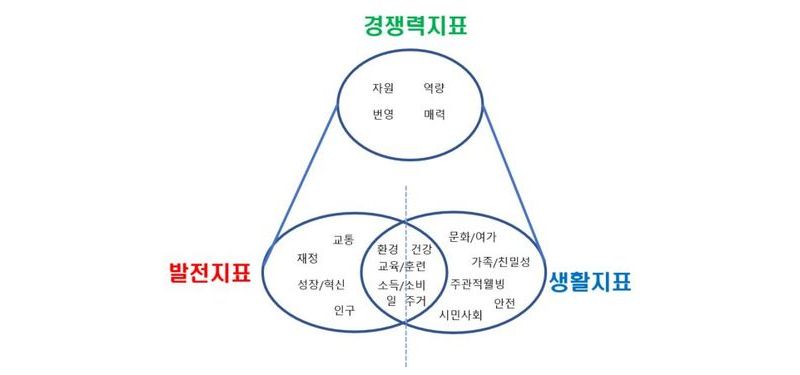 경쟁력지표
자원 역량
번영 매력
발전지표
교통
재정
성장/혁신
인구
환경 건강
교육/훈련
소득/소비
일 주거
문화/여가
가족/친밀성
주관적웰빙
안전
시민사회
생활지표